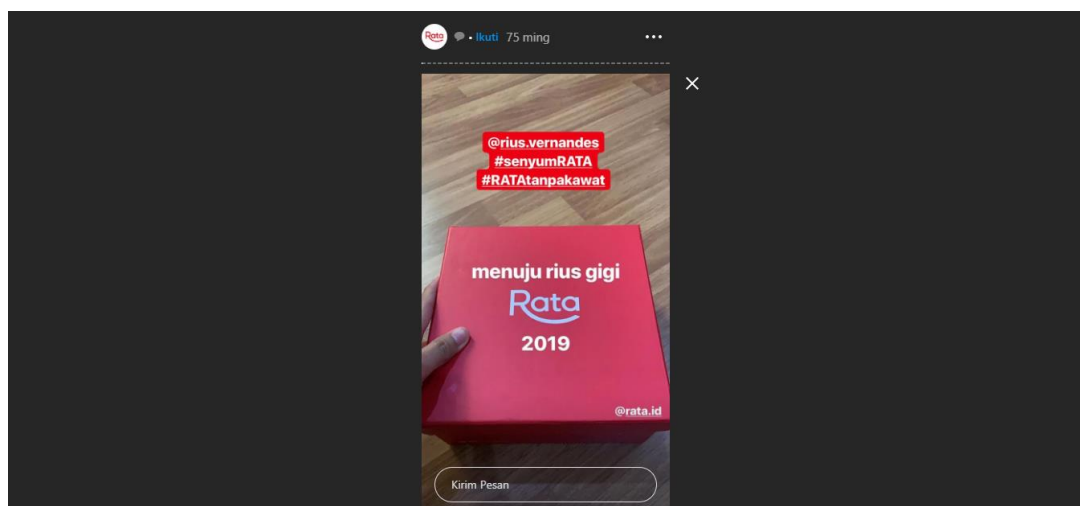 Rata • Ikuti 75 ming
@rius.vernandes
#senyumRATA
#RATAtanpakawat
menuju rius gigi
Rata
2019
@rata.id
Kirim Pesan